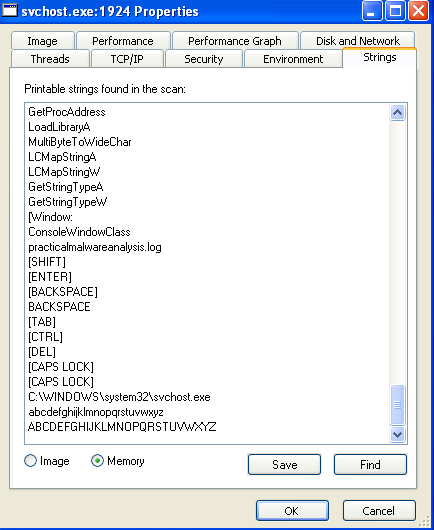 svchost.exe:1924 Properties
Image Performance Performance Graph Disk and Network
Threads TCP/IP Security Environment Strings
Printable strings found in the scan:
GetProcAddress
LoadLibraryA
MultiByteToWideChar
LCMapStringA
LCMapStringW
GetStringTypeA
GetStringTypeW
[Window:
ConsoleWindowClass
practicalmalwareanalysis.log
[SHIFT]
[ENTER]
[BACKSPACE]
BACKSPACE
[TAB]
[CTRL]
[DEL]
[CAPS LOCK]
[CAPS LOCK]
C:\WINDOWS\system32\svchost.exe
abcdefghijklmnopqrstuvwxyz
ABCDEFGHIJKLMNOPQRSTUVWXYZ
Image Memory Save Find
OK Cancel